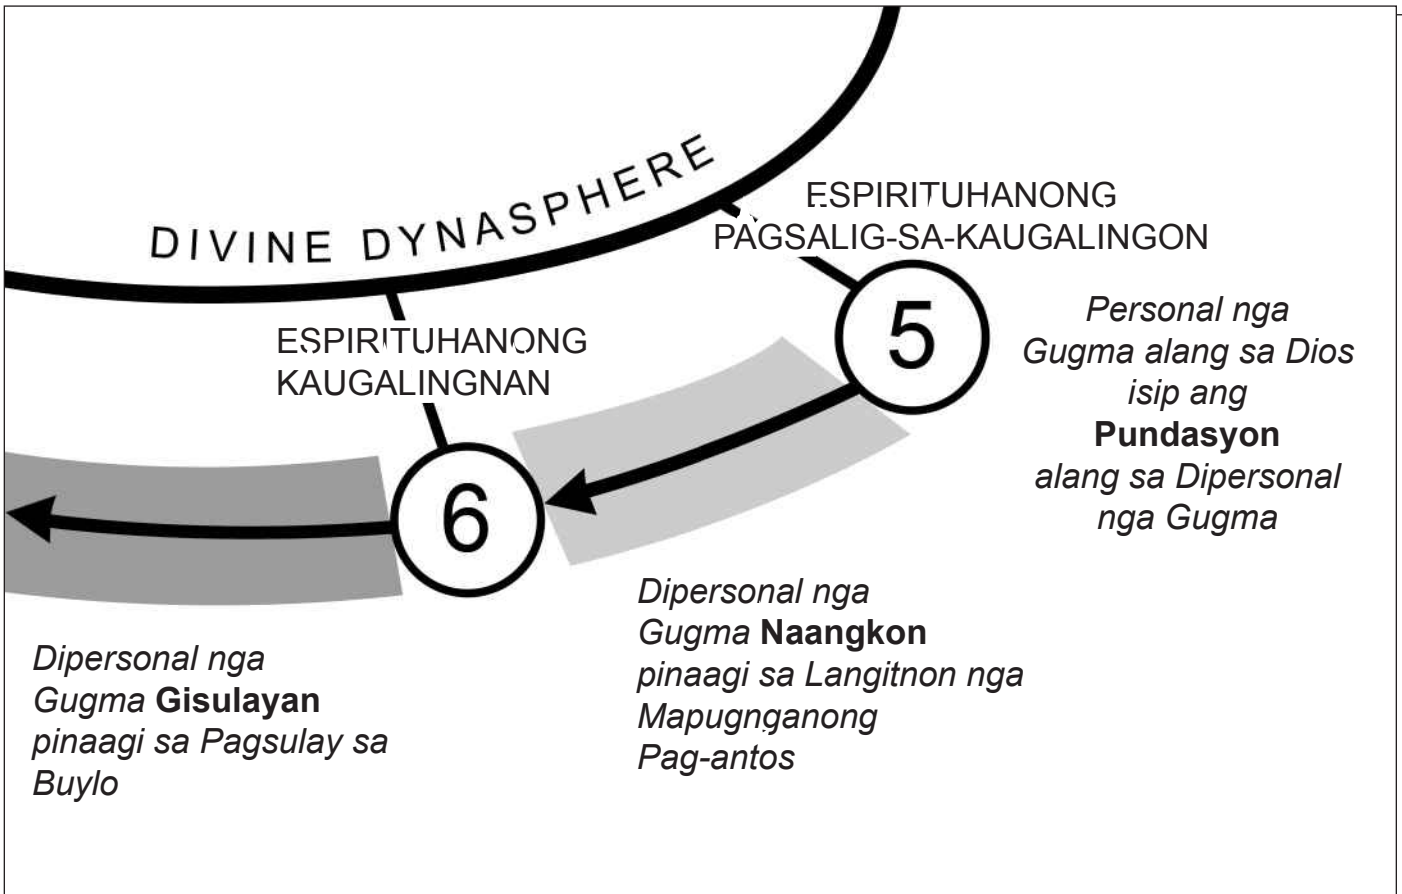 DIVINE DYNASPHERE
ESPIRITUHANONG
PAGSALIG-SA-KAUGALINGON
5
Personal nga
Gugma alang sa Dios
isip ang
Pundasyon
alang sa Dipersonal
nga Gugma
ESPIRITUHANONG
KAUGALINGNAN
6
Dipersonal nga
Gugma Naangkon
pinaagi sa Langitnon nga
Mapugnganong
Pag-antos
Dipersonal nga
Gugma Gisulayan
pinaagi sa Pagsulay sa
Buylo